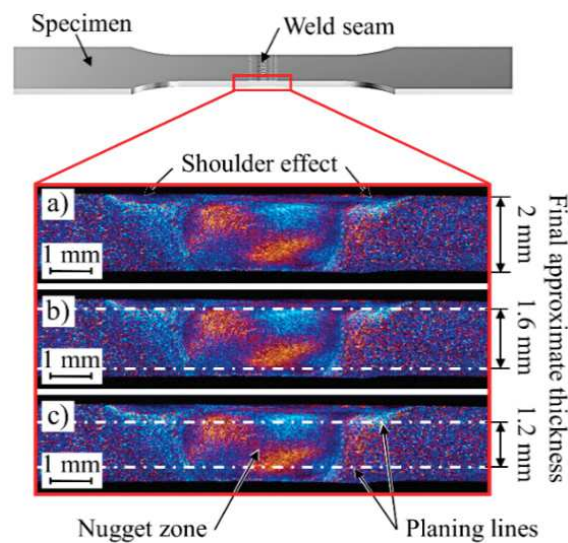 Specimen
Weld seam
Shoulder effect
a)
1 mm
2 mm
b)
1 mm
1.6 mm
c)
1 mm
1.2 mm
Final approximate thickness
Nugget zone
Planing lines